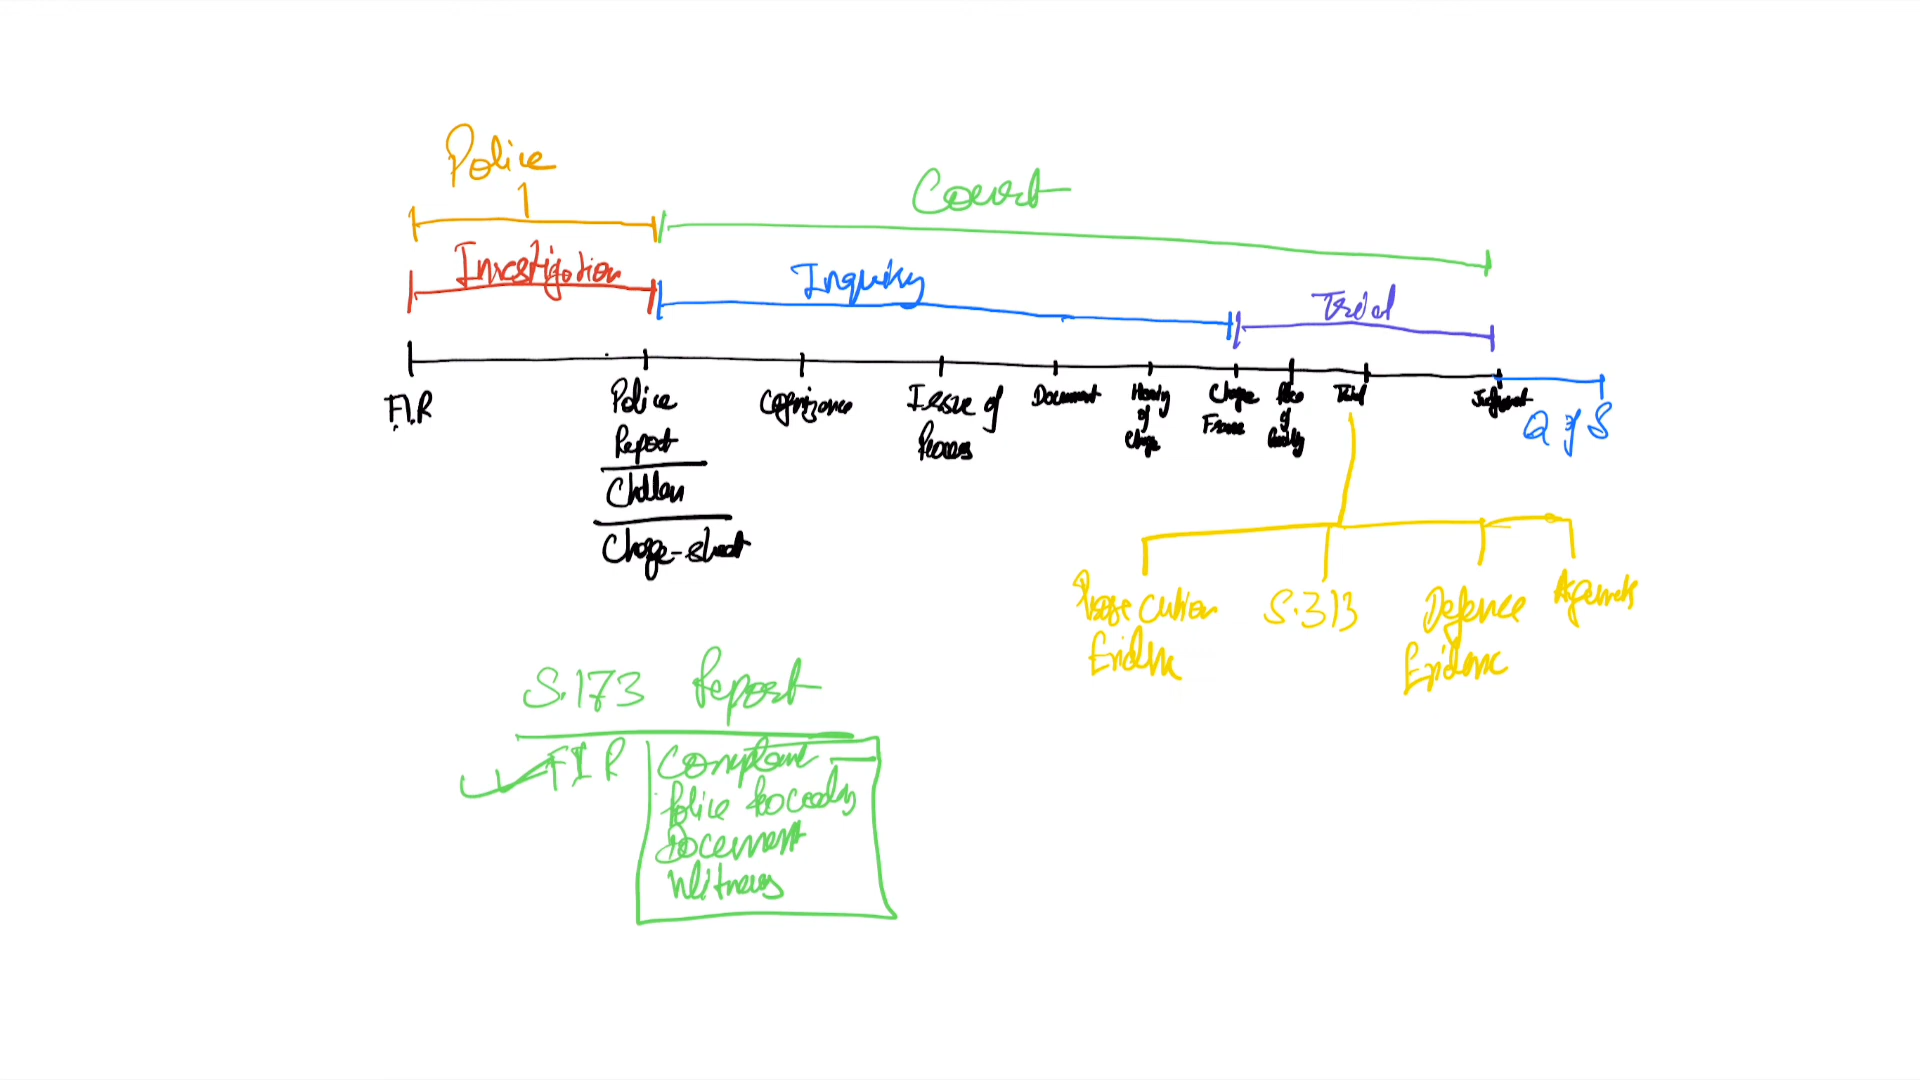 Police
Court
Investigation
Inquiry
Trial
F.I.R
Police
Report
Challan
Charge-sheet
Cognizance
Issue of
Process
Document
Hearing
of
Charge
Charge
Frame
Plea
of
Guilty
Trial
Judgment
Q of S
Prosecution
Evidence
S.313
Defence
Evidence
Arguments
S.173 Report
FIR
Complaint
Police Proceeding
Document
Witness